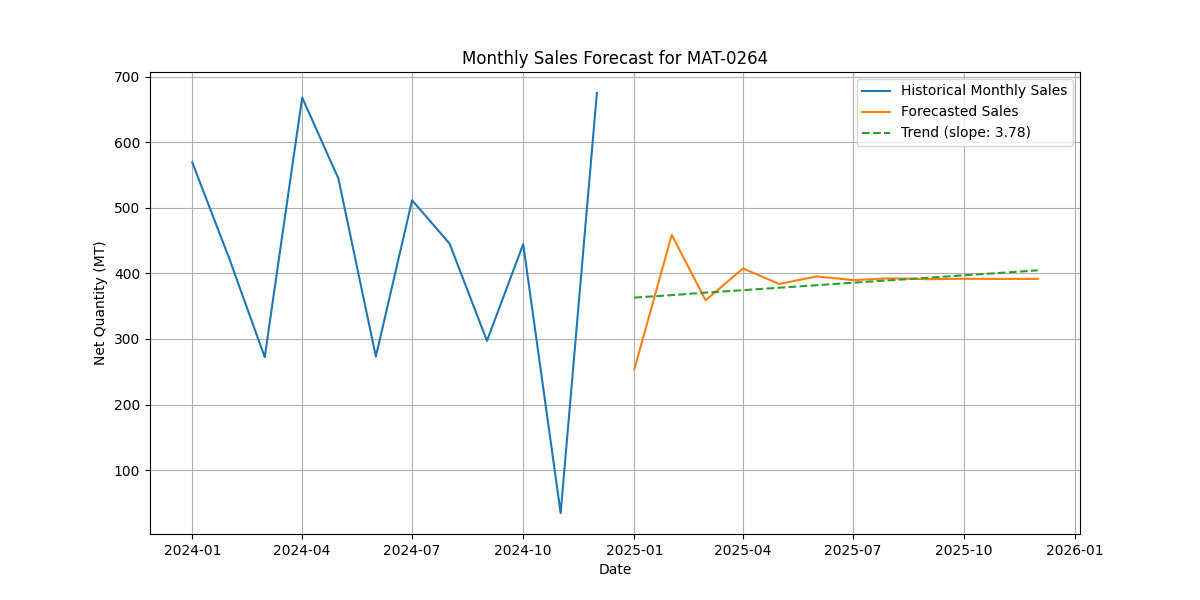 Monthly Sales Forecast for MAT-0264
700
600
500
400
300
200
100
Net Quantity (MT)
Historical Monthly Sales
Forecasted Sales
Trend (slope: 3.78)
2024-01
2024-04
2024-07
2024-10
2025-01
2025-04
2025-07
2025-10
2026-01
Date